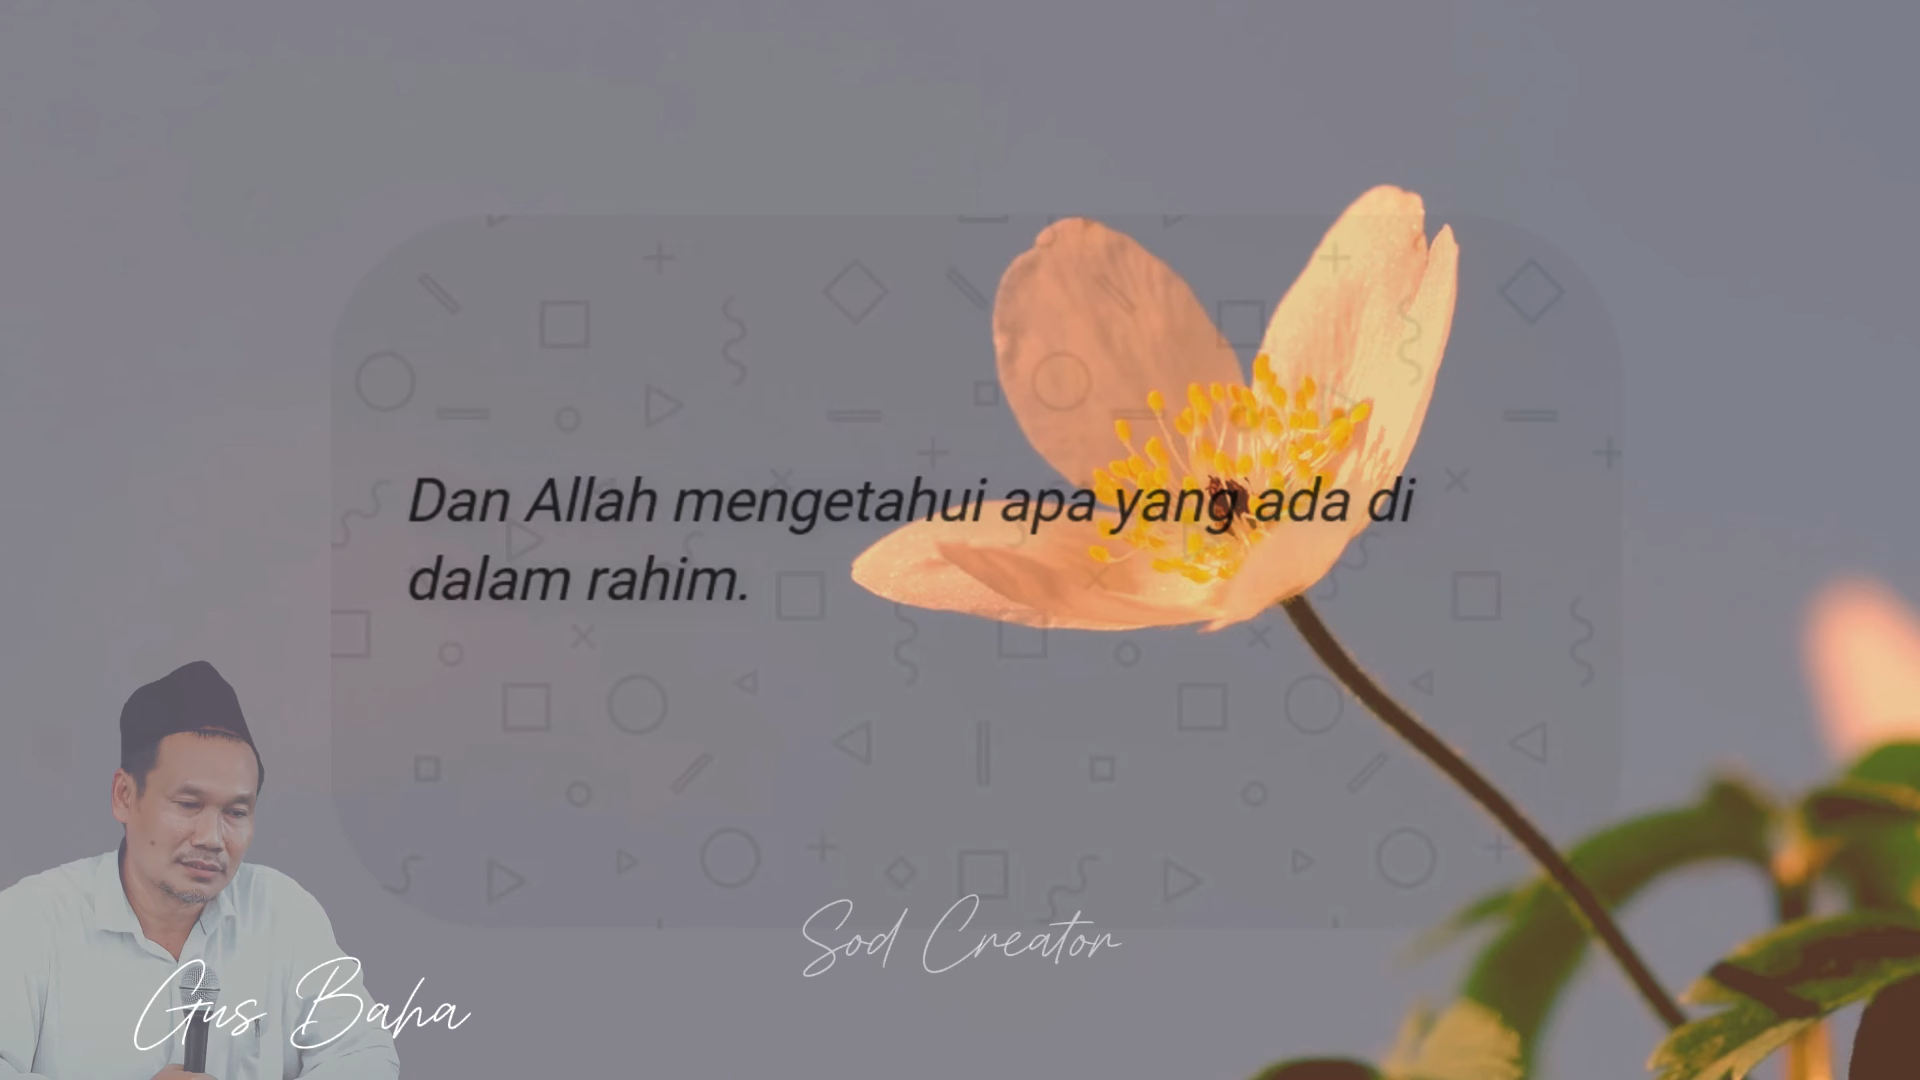 Dan Allah mengetahui apa yang ada di
dalam rahim.
Sod Creator
Gus Baha